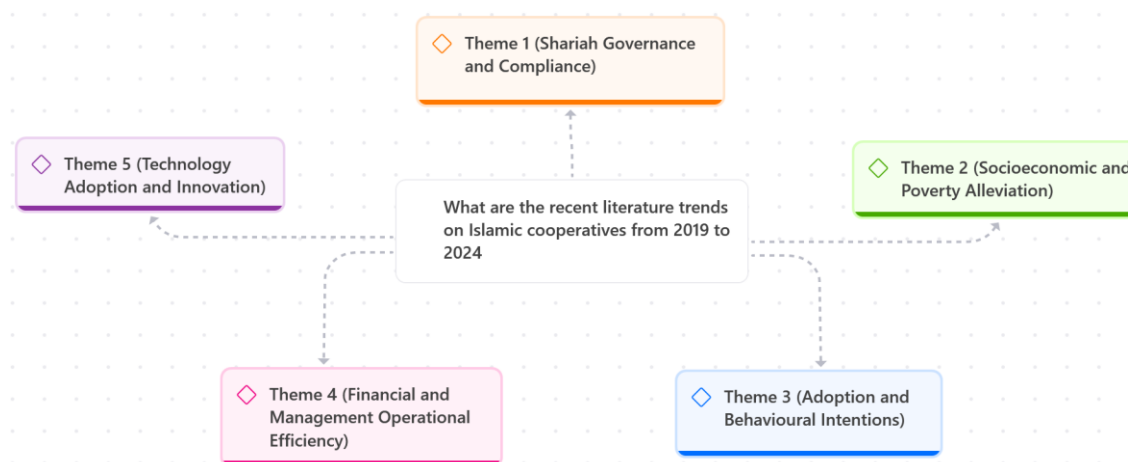 Theme 1 (Shariah Governance
and Compliance)
Theme 5 (Technology
Adoption and Innovation)
Theme 2 (Socioeconomic and
Poverty Alleviation)
What are the recent literature trends
on Islamic cooperatives from 2019 to
2024
Theme 4 (Financial and
Management Operational
Efficiency)
Theme 3 (Adoption and
Behavioural Intentions)